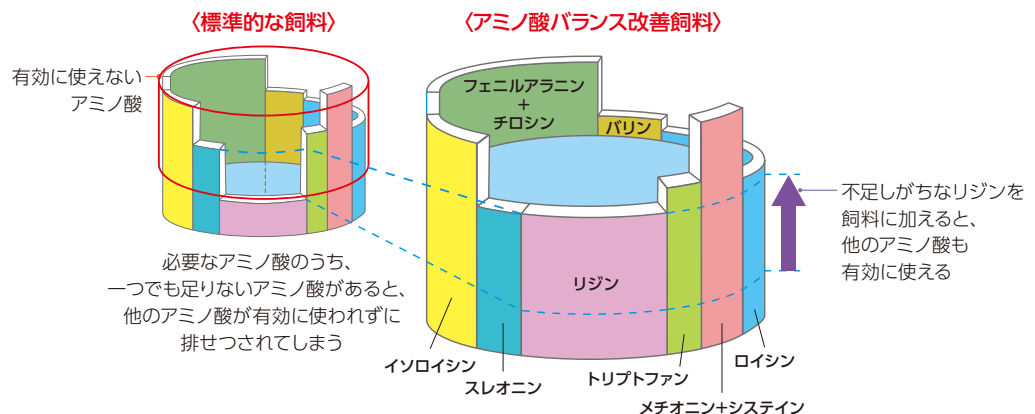 〈標準的な飼料〉
有効に使えない
アミノ酸
必要なアミノ酸のうち、
一つでも足りないアミノ酸があると、
他のアミノ酸が有効に使われずに
排せつされてしまう
〈アミノ酸バランス改善飼料〉
フェニルアラニン
+
チロシン
バリン
リジン
イソロイシン
スレオニン
トリプトファン
メチオニン+システイン
ロイシン
不足しがちなリジンを
飼料に加えると、
他のアミノ酸も
有効に使える